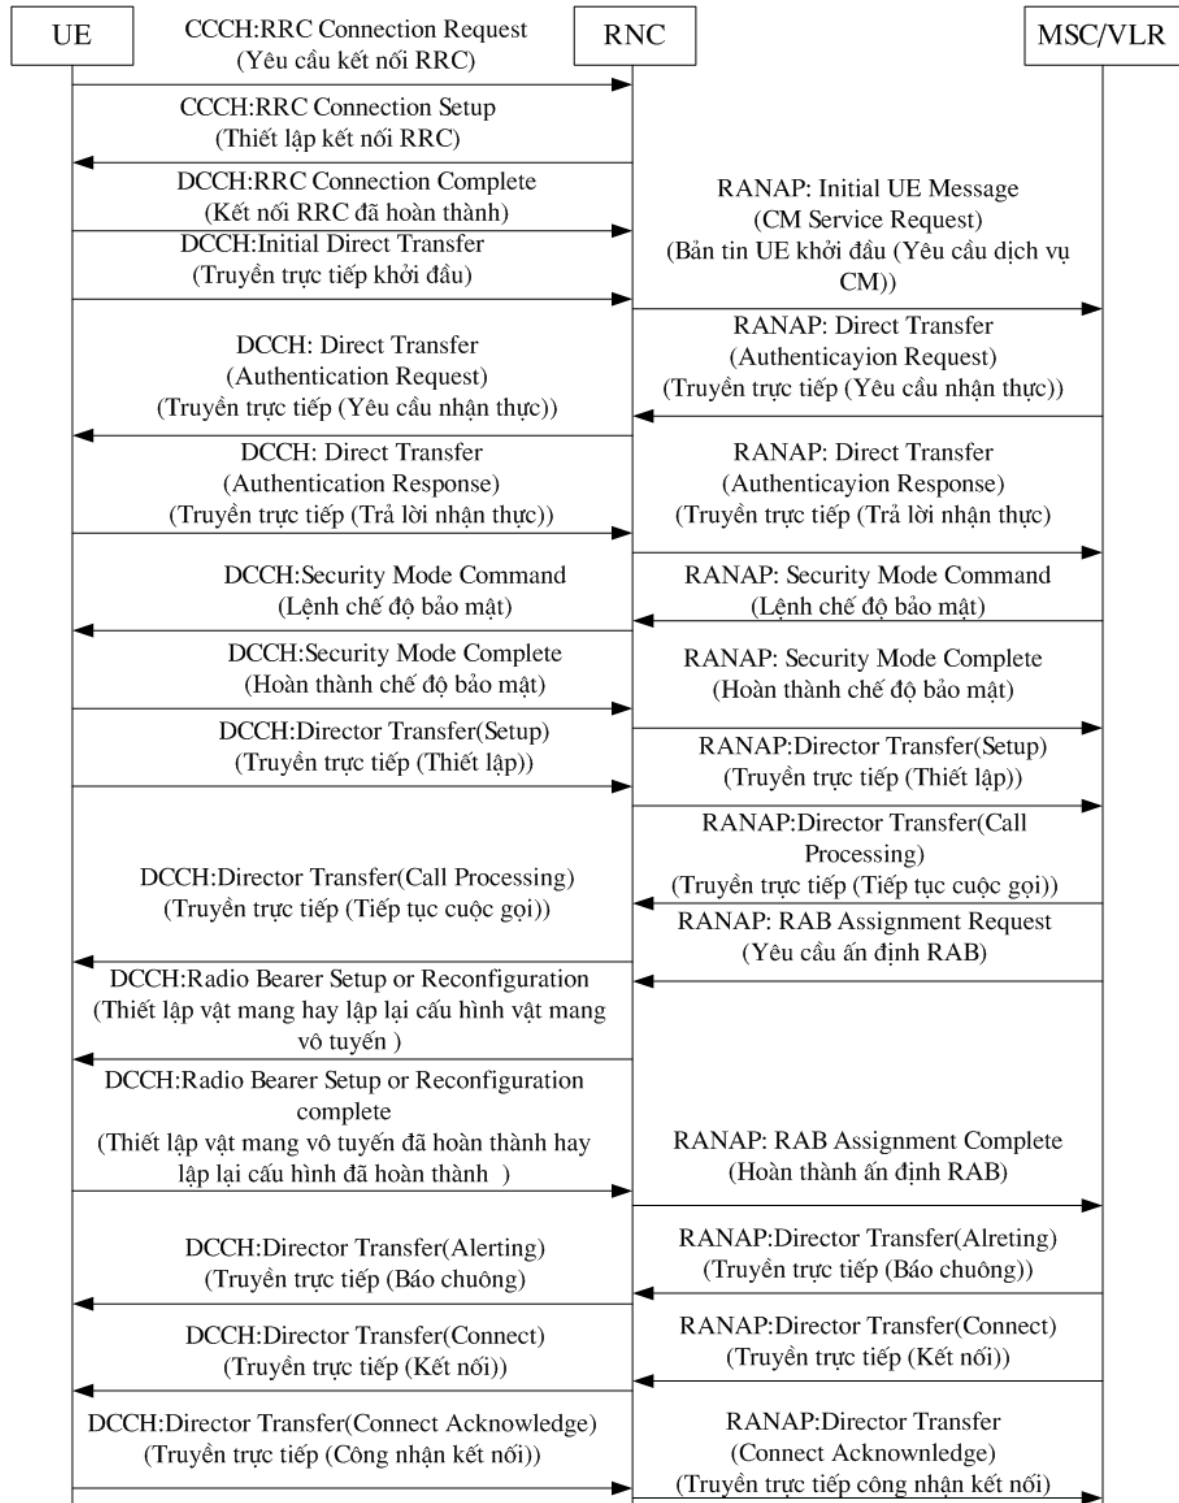 UE
CCCH:RRC Connection Request
(Yêu cầu kết nối RRC)
RNC
MSC/VLR
CCCH:RRC Connection Setup
(Thiết lập kết nối RRC)
DCCH:RRC Connection Complete
(Kết nối RRC đã hoàn thành)
DCCH:Initial Direct Transfer
(Truyền trực tiếp khởi đầu)
RANAP: Initial UE Message
(CM Service Request)
(Bản tin UE khởi đầu (Yêu cầu dịch vụ
CM))
RANAP: Direct Transfer
(Authenticayion Request)
(Truyền trực tiếp (Yêu cầu nhận thực))
DCCH: Direct Transfer
(Authentication Request)
(Truyền trực tiếp (Yêu cầu nhận thực))
DCCH: Direct Transfer
(Authentication Response)
(Truyền trực tiếp (Trả lời nhận thực))
RANAP: Direct Transfer
(Authenticayion Response)
(Truyền trực tiếp (Trả lời nhận thực)
RANAP: Security Mode Command
(Lệnh chế độ bảo mật)
DCCH:Security Mode Command
(Lệnh chế độ bảo mật)
DCCH:Security Mode Complete
(Hoàn thành chế độ bảo mật)
RANAP: Security Mode Complete
(Hoàn thành chế độ bảo mật)
DCCH:Director Transfer(Setup)
(Truyền trực tiếp (Thiết lập))
RANAP:Director Transfer(Setup)
(Truyền trực tiếp (Thiết lập))
RANAP:Director Transfer(Call
Processing)
(Truyền trực tiếp (Tiếp tục cuộc gọi))
DCCH:Director Transfer(Call Processing)
(Truyền trực tiếp (Tiếp tục cuộc gọi))
RANAP: RAB Assignment Request
(Yêu cầu ấn định RAB)
DCCH:Radio Bearer Setup or Reconfiguration
(Thiết lập vật mang hay lập lại cấu hình vật mang
vô tuyến )
DCCH:Radio Bearer Setup or Reconfiguration
complete
(Thiết lập vật mang vô tuyến đã hoàn thành hay
lập lại cấu hình đã hoàn thành )
RANAP: RAB Assignment Complete
(Hoàn thành ấn định RAB)
RANAP:Director Transfer(Alreting)
(Truyền trực tiếp (Báo chuông))
DCCH:Director Transfer(Alerting)
(Truyền trực tiếp (Báo chuông)
RANAP:Director Transfer(Connect)
(Truyền trực tiếp (Kết nối))
DCCH:Director Transfer(Connect)
(Truyền trực tiếp (Kết nối))
DCCH:Director Transfer(Connect Acknowledge)
(Truyền trực tiếp (Công nhận kết nối))
RANAP:Director Transfer
(Connect Acknownledge)
(Truyền trực tiếp công nhận kết nối)